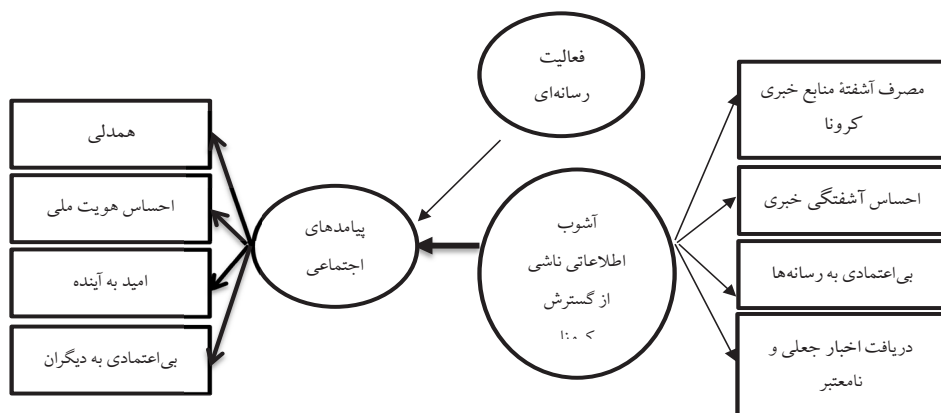 فعالیت
رسانه‌ای
مصرف آشفتهٔ منابع خبری
کرونا
احساس آشفتگی خبری
بی‌اعتمادی به رسانه‌ها
دریافت اخبار جعلی و
نامعتبر
آشوب
اطلاعاتی ناشی
از گسترش
کرونا
پیامدهای
اجتماعی
همدلی
احساس هویت ملی
امید به آینده
بی‌اعتمادی به دیگران